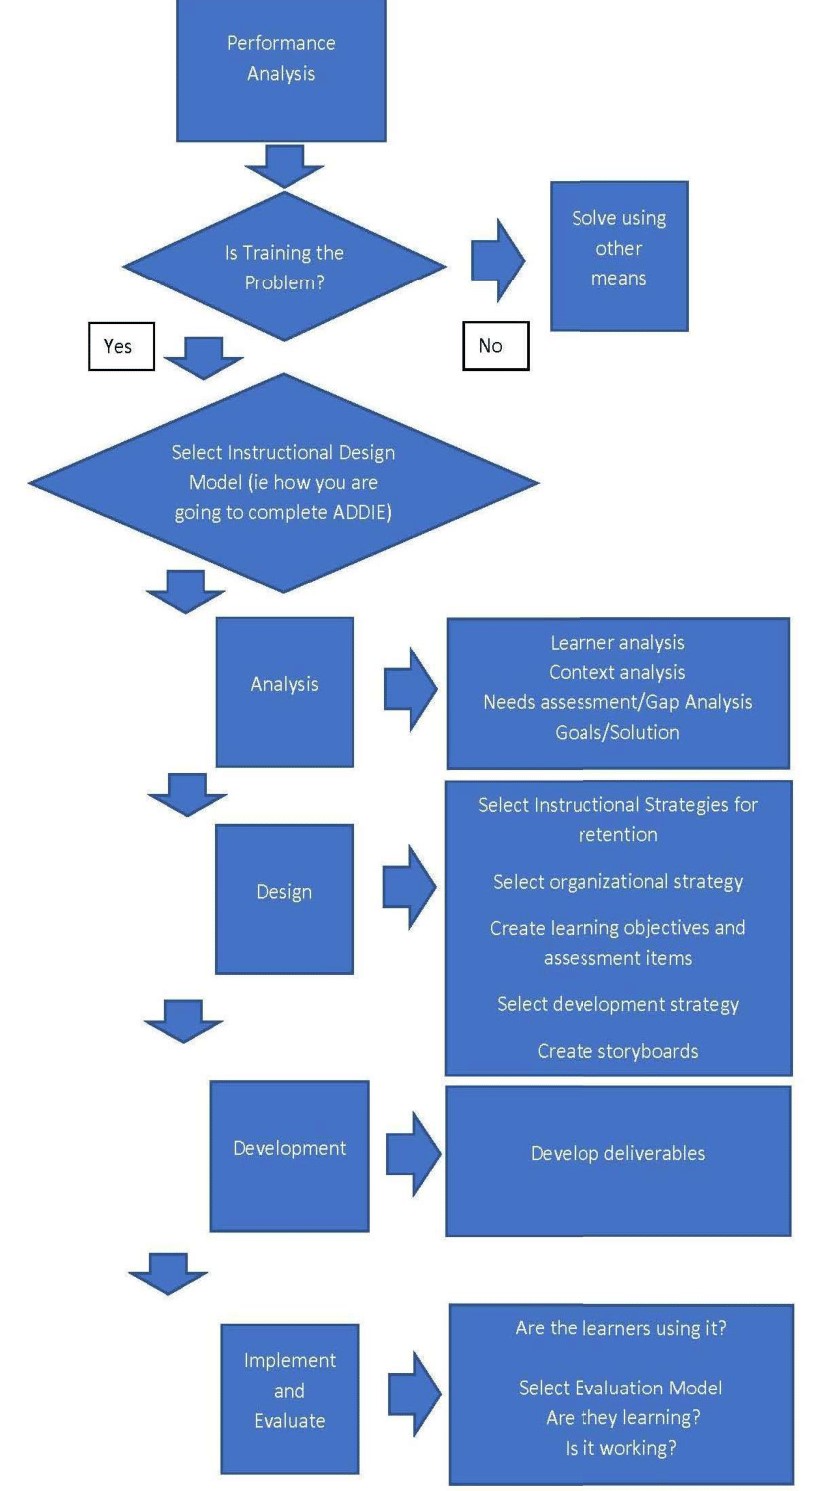 Performance
Analysis
Is Training the
Problem?
Solve using
other
means
Yes
No
Select Instructional Design
Model (ie how you are
going to complete ADDIE)
Analysis
Learner analysis
Context analysis
Needs assessment/Gap Analysis
Goals/Solution
Design
Select Instructional Strategies for
retention
Select organizational strategy
Create learning objectives and
assessment items
Select development strategy
Create storyboards
Development
Develop deliverables
Implement
and
Evaluate
Are the learners using it?
Select Evaluation Model
Are they learning?
Is it working?